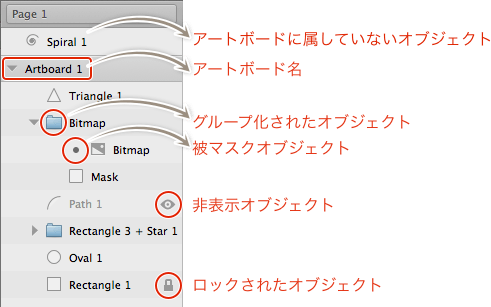 Page 1
Spiral 1 アートボードに属していないオブジェクト
Artboard 1 アートボード名
Triangle 1
Bitmap グループ化されたオブジェクト
Bitmap 被マスクオブジェクト
Mask
Path 1 非表示オブジェクト
Rectangle 3 + Star 1
Oval 1
Rectangle 1 ロックされたオブジェクト